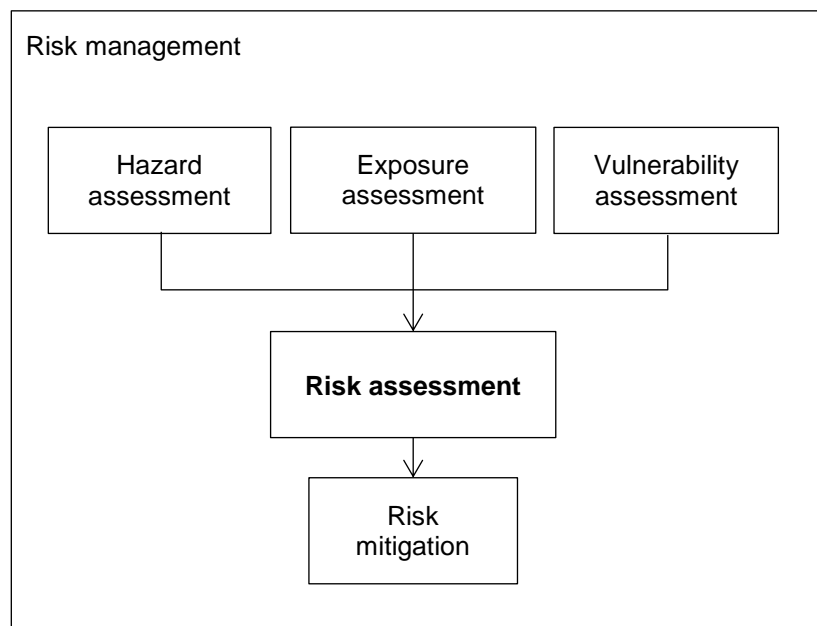 Risk management
Hazard
assessment
Exposure
assessment
Vulnerability
assessment
Risk assessment
Risk
mitigation